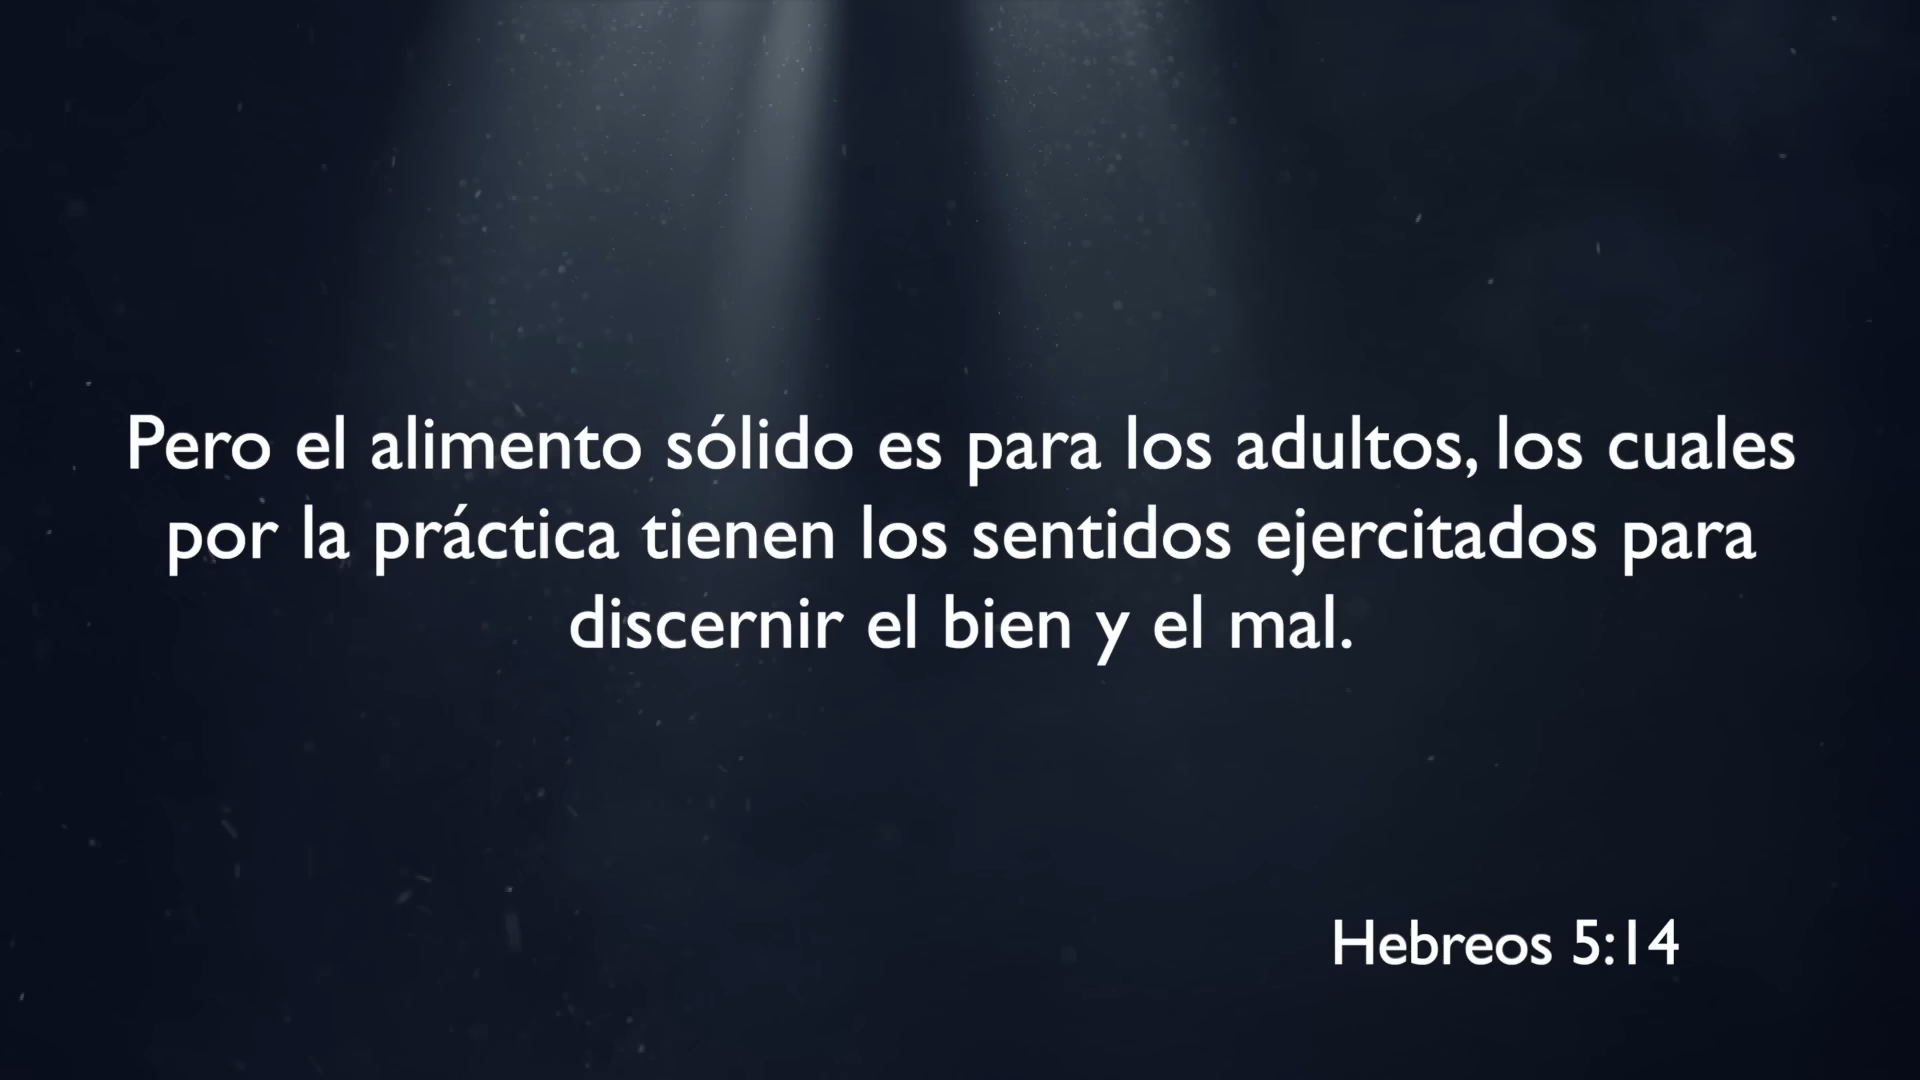 Pero el alimento sólido es para los adultos, los cuales
por la práctica tienen los sentidos ejercitados para
discernir el bien y el mal.
Hebreos 5:14